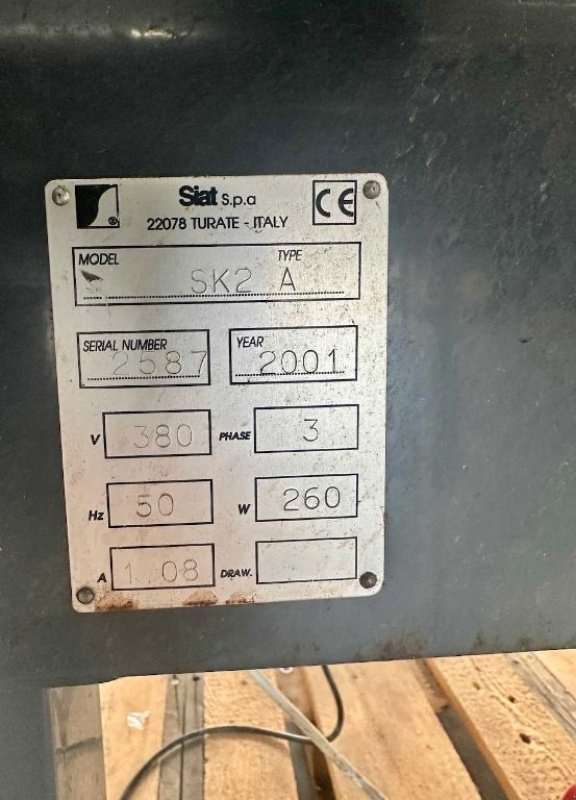 Siat S.p.a
22078 TURATE - ITALY
CE
MODEL TYPE
SK2 A
SERIAL NUMBER 2587
YEAR 2001
V 380 PHASE 3
Hz 50 W 260
A 1.08 DRAW.